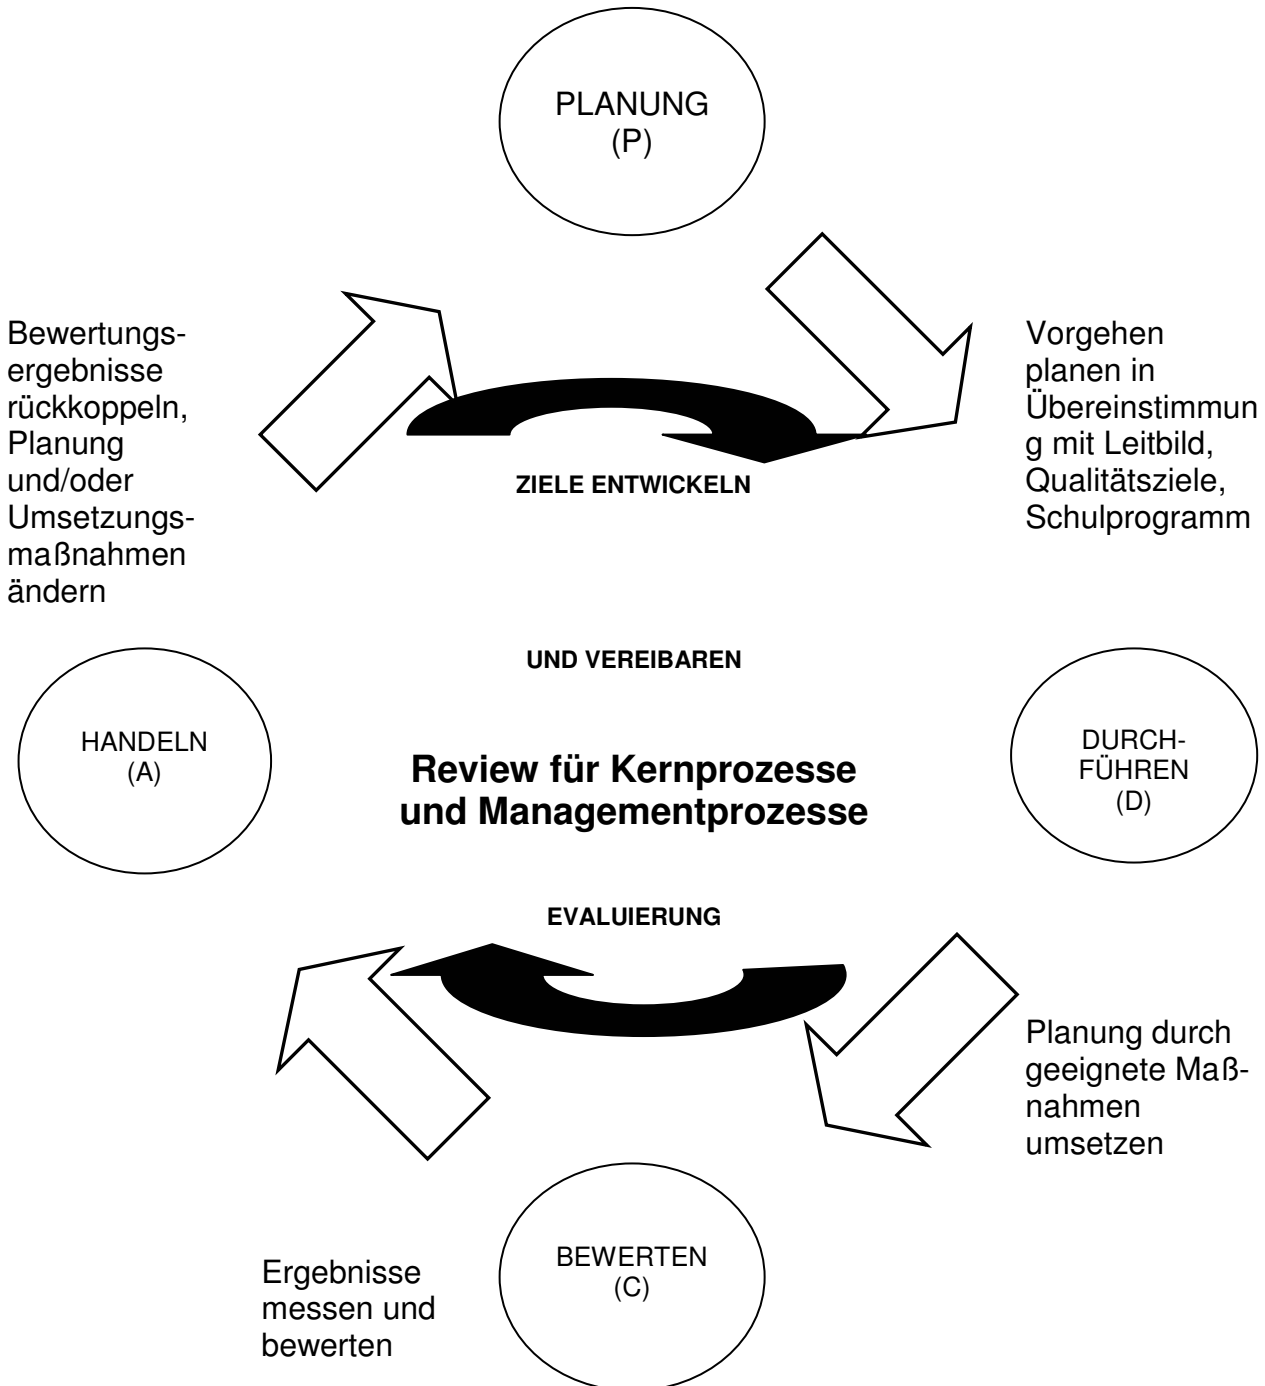 PLANUNG
(P)
Bewertungs-
ergebnisse
rückkoppeln,
Planung
und/oder
Umsetzungs-
maßnahmen
ändern
Vorgehen
planen in
Übereinstimmun
g mit Leitbild,
Qualitätsziele,
Schulprogramm
ZIELE ENTWICKELN
UND VEREIBAREN
HANDELN
(A)
Review für Kernprozesse
und Managementprozesse
DURCH-
FÜHREN
(D)
EVALUIERUNG
Planung durch
geeignete Maß-
nahmen
umsetzen
BEWERTEN
(C)
Ergebnisse
messen und
bewerten